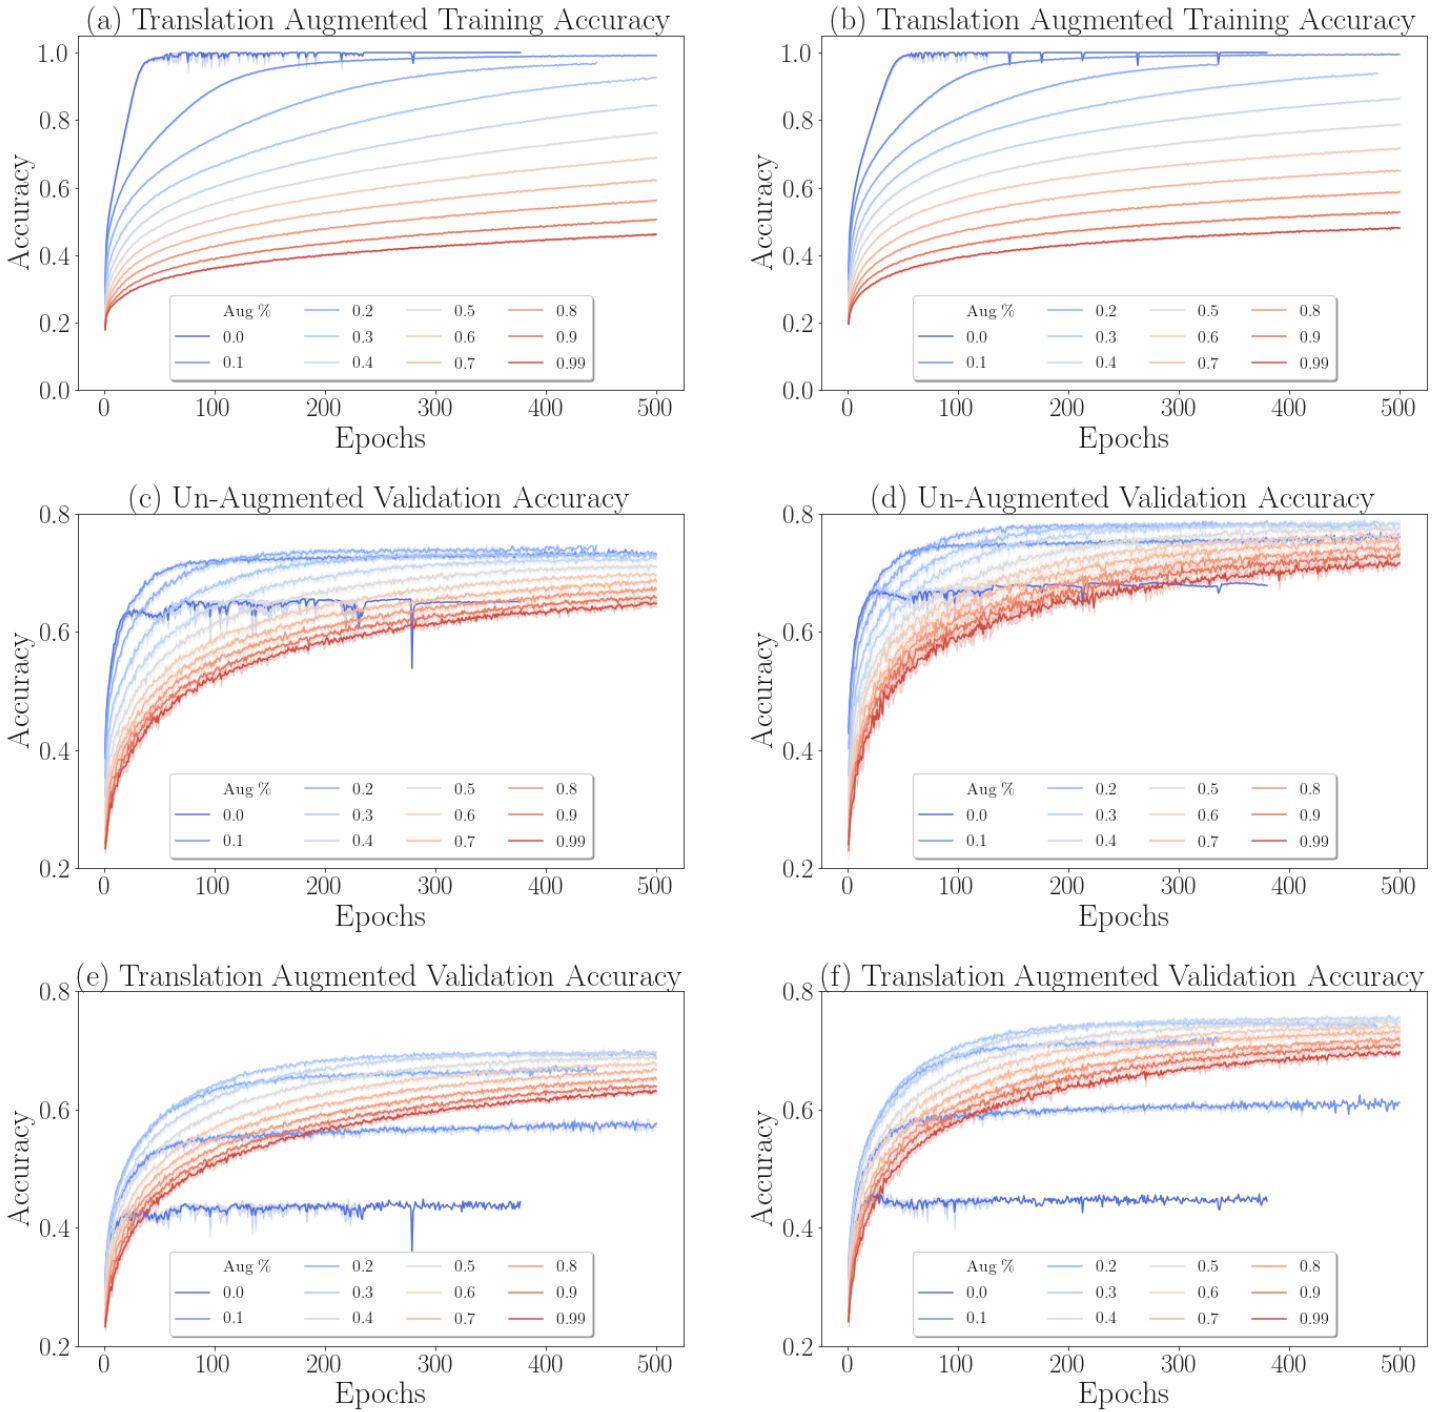 (a) Translation Augmented Training Accuracy
Accuracy
1.0
0.8
0.6
0.4
0.2
0.0
Aug % 0.2 0.5 0.8
0.0 0.3 0.6 0.9
0.1 0.4 0.7 0.99
0 100 200 300 400 500
Epochs
(b) Translation Augmented Training Accuracy
Accuracy
1.0
0.8
0.6
0.4
0.2
0.0
Aug % 0.2 0.5 0.8
0.0 0.3 0.6 0.9
0.1 0.4 0.7 0.99
0 100 200 300 400 500
Epochs
(c) Un-Augmented Validation Accuracy
Accuracy
0.8
0.6
0.4
0.2
Aug % 0.2 0.5 0.8
0.0 0.3 0.6 0.9
0.1 0.4 0.7 0.99
0 100 200 300 400 500
Epochs
(d) Un-Augmented Validation Accuracy
Accuracy
0.8
0.6
0.4
0.2
Aug % 0.2 0.5 0.8
0.0 0.3 0.6 0.9
0.1 0.4 0.7 0.99
0 100 200 300 400 500
Epochs
(e) Translation Augmented Validation Accuracy
Accuracy
0.8
0.6
0.4
0.2
Aug % 0.2 0.5 0.8
0.0 0.3 0.6 0.9
0.1 0.4 0.7 0.99
0 100 200 300 400 500
Epochs
(f) Translation Augmented Validation Accuracy
Accuracy
0.8
0.6
0.4
0.2
Aug % 0.2 0.5 0.8
0.0 0.3 0.6 0.9
0.1 0.4 0.7 0.99
0 100 200 300 400 500
Epochs